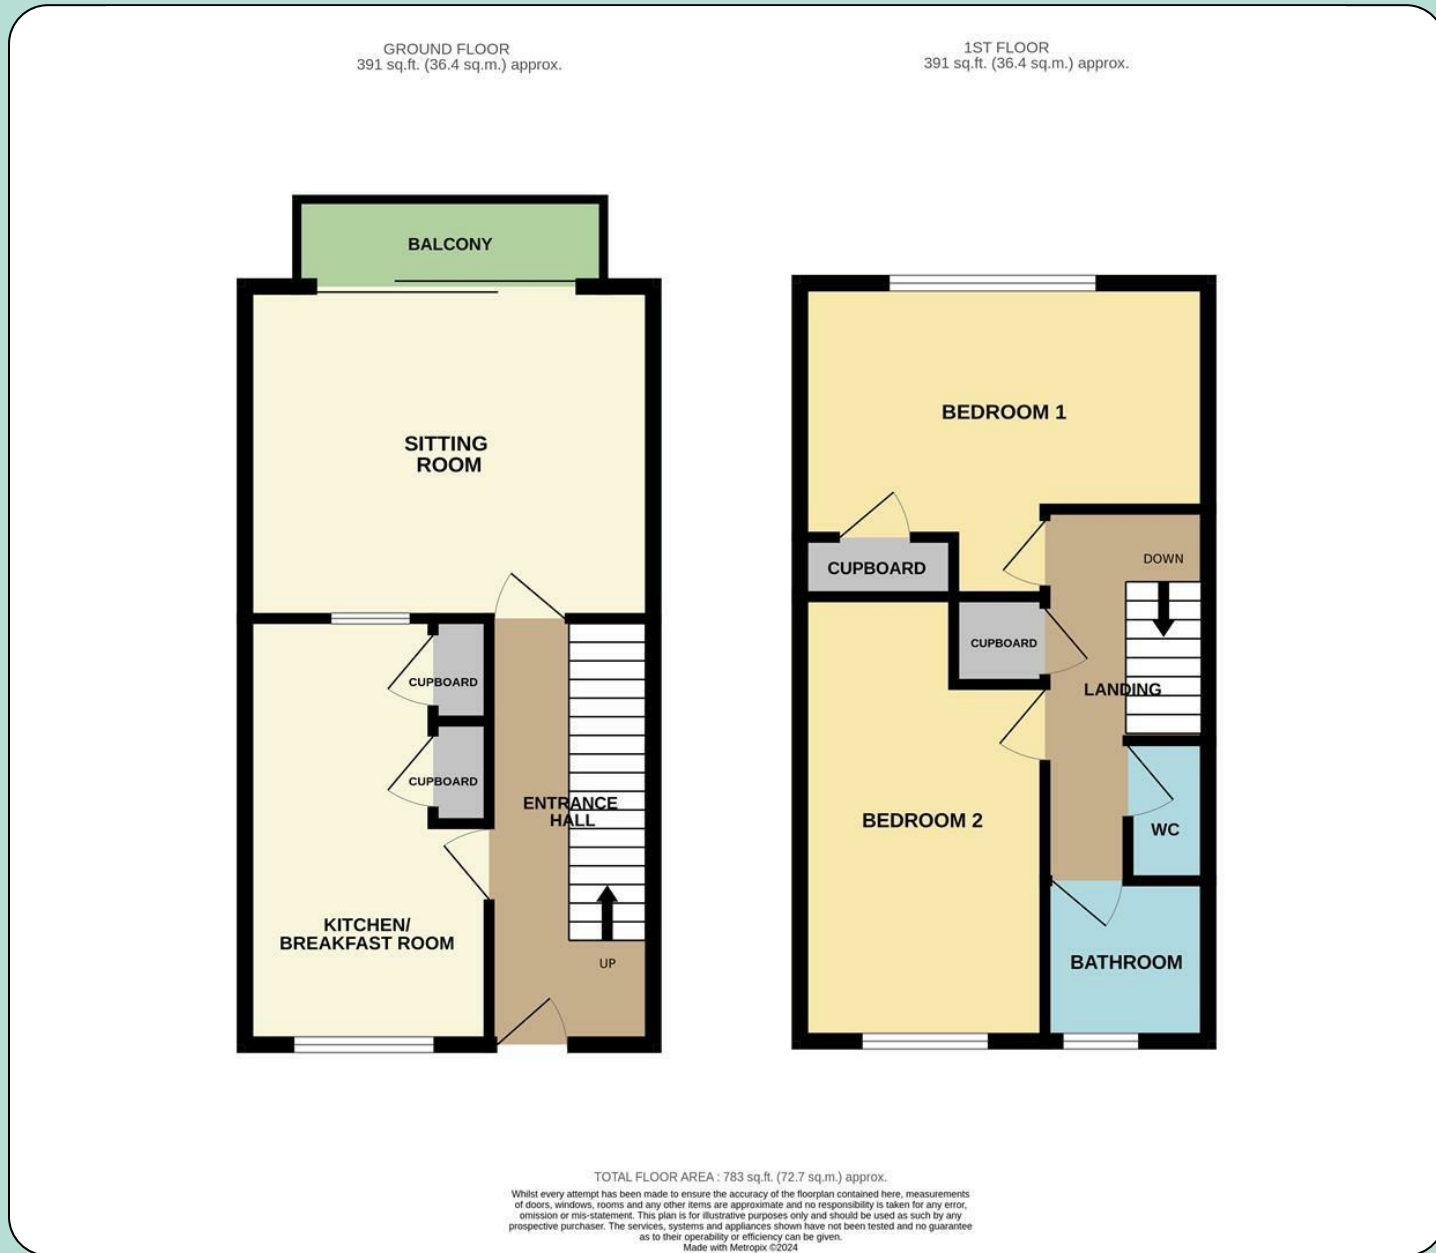 GROUND FLOOR
391 sq.ft. (36.4 sq.m.) approx.
BALCONY
SITTING
ROOM
CUPBOARD
CUPBOARD
ENTRANCE
HALL
KITCHEN/
BREAKFAST ROOM
UP
1ST FLOOR
391 sq.ft. (36.4 sq.m.) approx.
BEDROOM 1
DOWN
CUPBOARD
CUPBOARD
LANDING
BEDROOM 2
WC
BATHROOM
TOTAL FLOOR AREA : 783 sq.ft. (72.7 sq.m.) approx.
Whilst every attempt has been made to ensure the accuracy of the floorplan contained here, measurements
of doors, windows, rooms and any other items are approximate and no responsibility is taken for any error,
omission or mis-statement. This plan is for illustrative purposes only and should be used as such by any
prospective purchaser. The services, systems and appliances shown have not been tested and no guarantee
as to their operability or efficiency can be given.
Made with Metropix ©2024